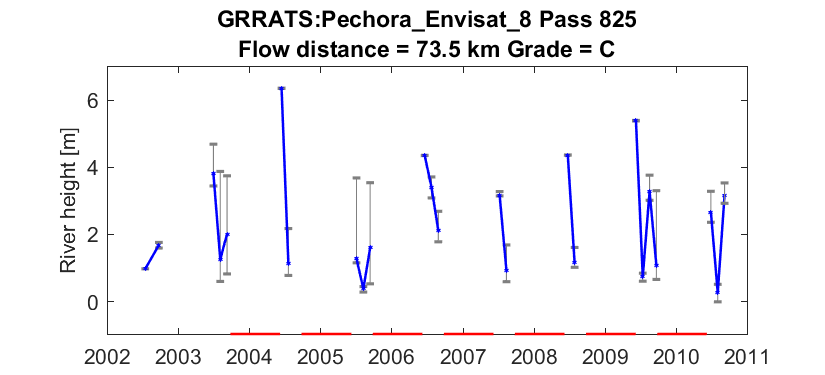 GRRATS:Pechora_Envisat_8 Pass 825
Flow distance = 73.5 km Grade = C
River height [m]
6
4
2
0
2002 2003 2004 2005 2006 2007 2008 2009 2010 2011